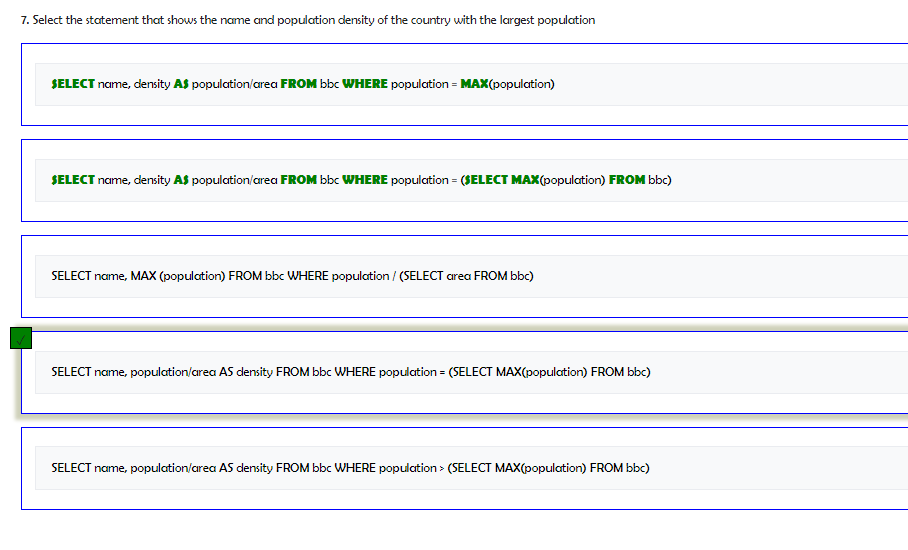 7. Select the statement that shows the name and population density of the country with the largest population
SELECT name, density AS population/area FROM bbc WHERE population = MAX(population)
SELECT name, density AS population/area FROM bbc WHERE population = (SELECT MAX(population) FROM bbc)
SELECT name, MAX (population) FROM bbc WHERE population / (SELECT area FROM bbc)
SELECT name, population/area AS density FROM bbc WHERE population = (SELECT MAX(population) FROM bbc)
SELECT name, population/area AS density FROM bbc WHERE population > (SELECT MAX(population) FROM bbc)